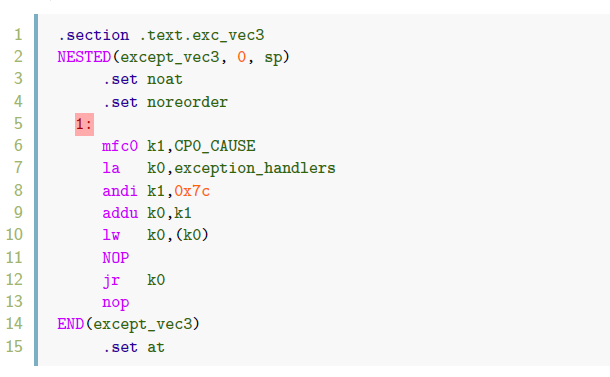 1 .section .text.exc_vec3
2 NESTED(except_vec3, 0, sp)
3 .set noat
4 .set noreorder
5 1:
6 mfc0 k1,CP0_CAUSE
7 la k0,exception_handlers
8 andi k1,0x7c
9 addu k0,k1
10 lw k0,(k0)
11 NOP
12 jr k0
13 nop
14 END(except_vec3)
15 .set at